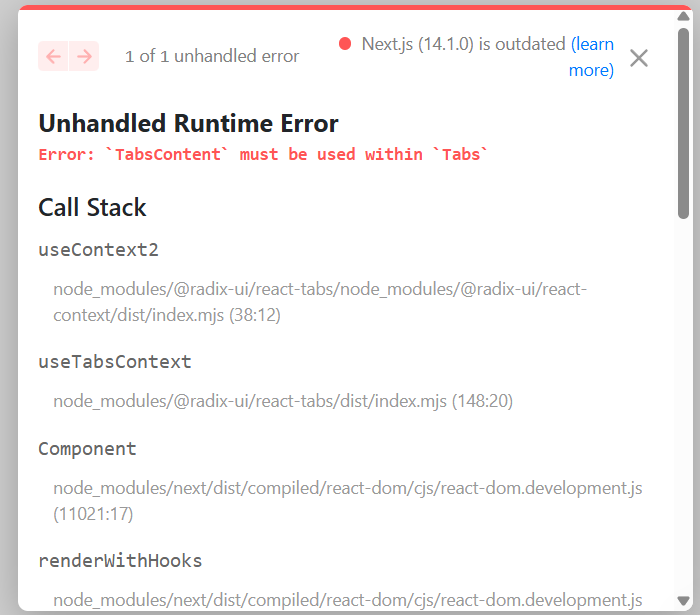 1 of 1 unhandled error
Next.js (14.1.0) is outdated (learn
more)
Unhandled Runtime Error
Error: `TabsContent` must be used within `Tabs`
Call Stack
useContext2
node_modules/@radix-ui/react-tabs/node_modules/@radix-ui/react-
context/dist/index.mjs (38:12)
useTabsContext
node_modules/@radix-ui/react-tabs/dist/index.mjs (148:20)
Component
node_modules/next/dist/compiled/react-dom/cjs/react-dom.development.js
(11021:17)
renderWithHooks
node_modules/next/dist/compiled/react-dom/cjs/react-dom.development.js